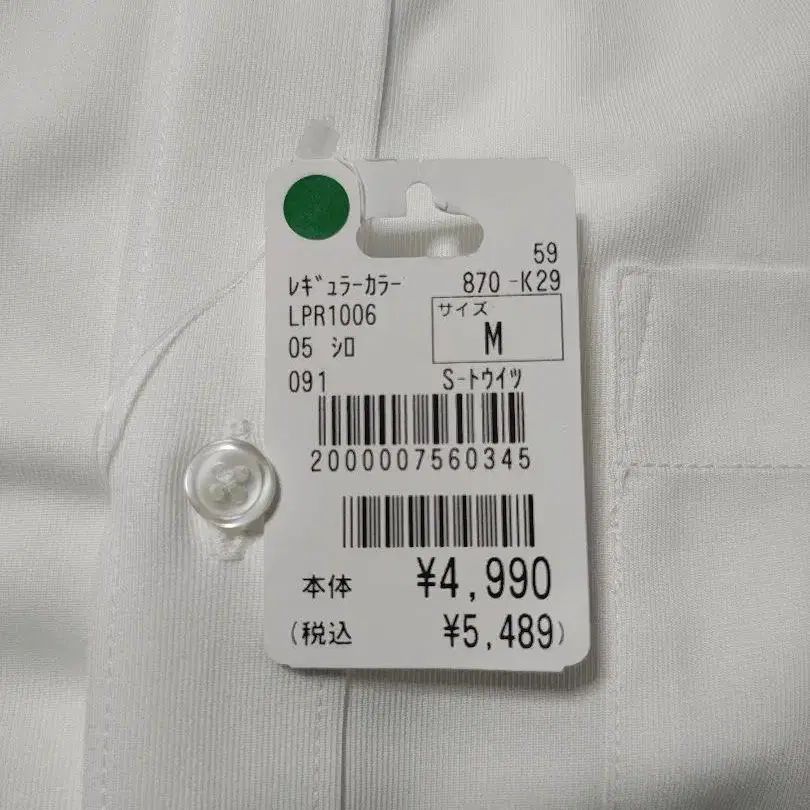 59
ﾚｷﾞｭﾗｰｶﾗｰ 870 -K29
LPR1006
サイズ
M
05 ｼﾛ
091 S-ﾄｳｲﾂ
2000007560345
本体 ¥4,990
(税込 ¥5,489)